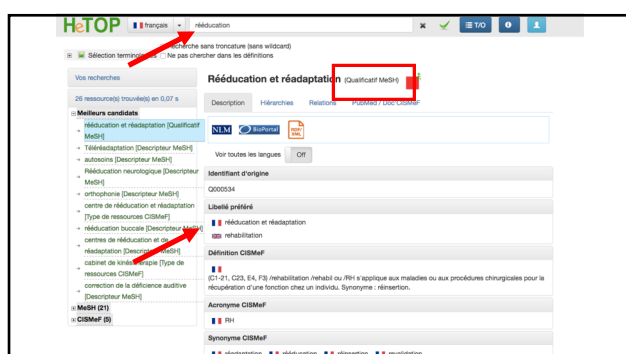 HeTOP français rééducation T/O
recherche sans troncature (sans wildcard)
Sélection Ne pas chercher dans les définitions
Vos recherches
26 ressource(s) trouvée(s) en 0,07 s
Meilleurs candidats
rééducation et réadaptation [Qualificatif
MeSH]
Téléréadaptation [Descripteur MeSH]
autosoins [Descripteur MeSH]
Rééducation neurologique [Descripteur
MeSH]
orthophonie [Descripteur MeSH]
centre de rééducation et réadaptation
[Type de ressources CISMeF]
rééducation buccale [Descripteur MeSH]
centres de rééducation et de
réadaptation [Descripteur MeSH]
cabinet de kinésithérapie [Type de
ressources CISMeF]
correction de la déficience auditive
[Descripteur MeSH]
MeSH (21)
CISMeF (5)
Rééducation et réadaptation (Qualificatif MeSH)
Description Hiérarchies Relations PubMed / Doc'CISMeF
NLM BioPortal RDF/
XML
Voir toutes les langues Off
Identifiant d'origine
Q000534
Libellé préféré
rééducation et réadaptation
rehabilitation
Définition CISMeF
(C1-21, C23, E4, F3) /rehabilitation /rehabil ou /RH s'applique aux maladies ou aux procédures chirurgicales pour la
récupération d'une fonction chez un individu. Synonyme : réinsertion.
Acronyme CISMeF
RH
Synonyme CISMeF
réadaptation rééducation réinsertion revalidation